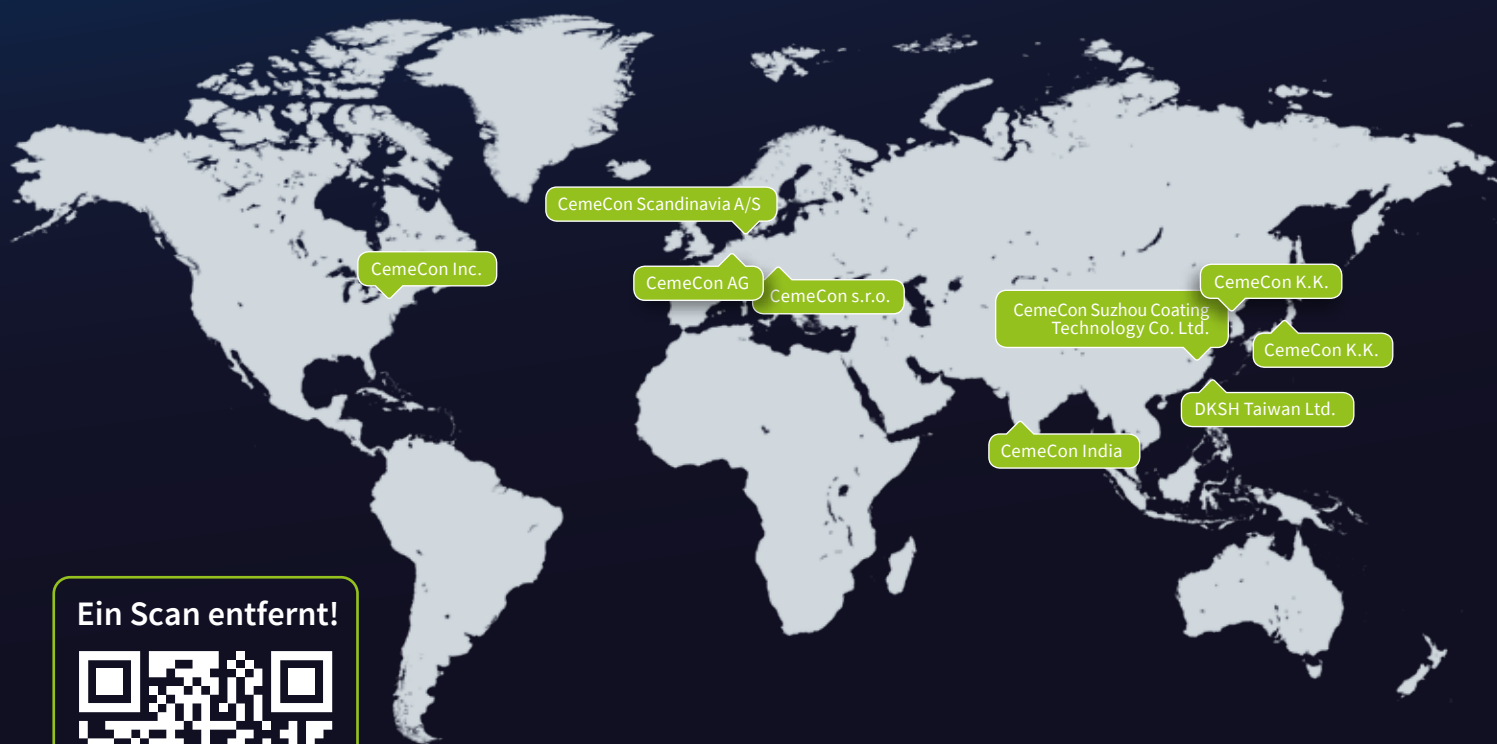 CemeCon Scandinavia A/S
CemeCon Inc.
CemeCon AG
CemeCon s.r.o.
CemeCon K.K.
CemeCon Suzhou Coating
Technology Co. Ltd.
CemeCon K.K.
DKSH Taiwan Ltd.
CemeCon India
Ein Scan entfernt!